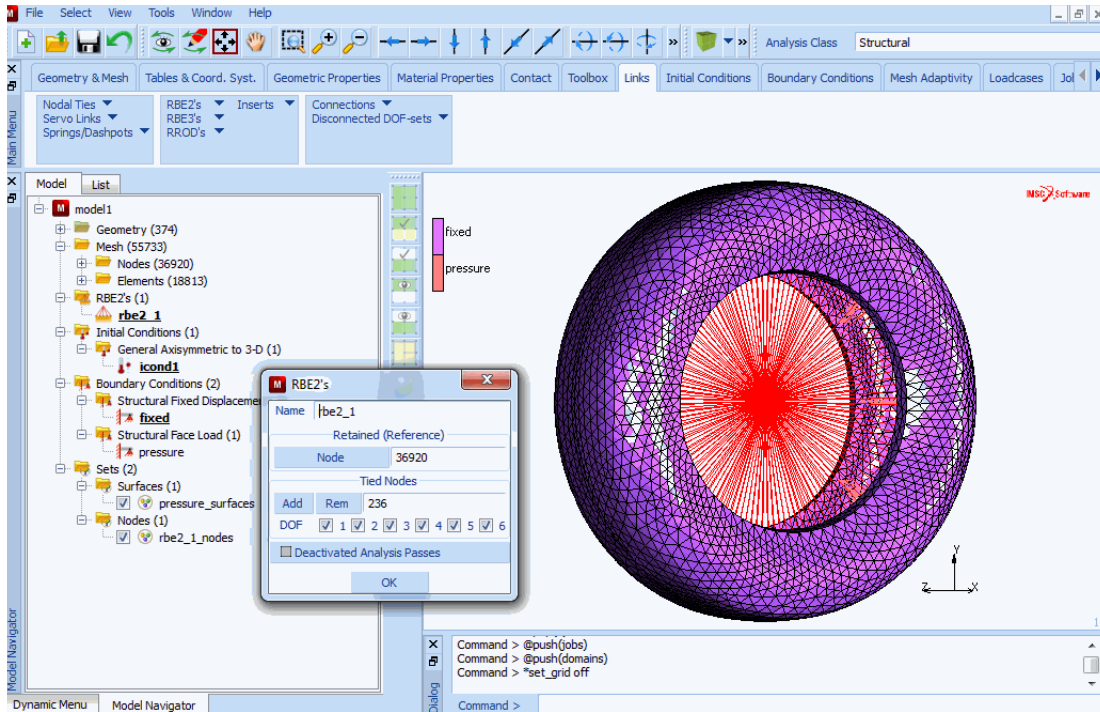 File Select View Tools Window Help
» » Analysis Class Structural
Geometry & Mesh Tables & Coord. Syst. Geometric Properties Material Properties Contact Toolbox Links Initial Conditions Boundary Conditions Mesh Adaptivity Loadcases
Main Menu
Nodal Ties RBE2's Inserts Connections
Servo Links RBE3's Disconnected DOF-sets
Springs/Dashpots RROD's
Model List
model1
Geometry (374)
Mesh (55733)
Nodes (36920)
Elements (18813)
RBE2's (1)
rbe2_1
Initial Conditions (1)
General Axisymmetric to 3-D (1)
icond1
Boundary Conditions (2)
Structural Fixed Displaceme
fixed
Structural Face Load (1)
pressure
Sets (2)
Surfaces (1)
pressure_surfaces
Nodes (1)
rbe2_1_nodes
Model Navigator
Dynamic Menu Model Navigator
RBE2's
Name rbe2_1
Retained (Reference)
Node 36920
Tied Nodes
Add Rem 236
DOF 1 2 3 4 5 6
Deactivated Analysis Passes
OK
fixed
pressure
MSC Software
Y
Z X
1
Command > @push(jobs)
Command > @push(domains)
Command > *set_grid off
Dialog
Command >